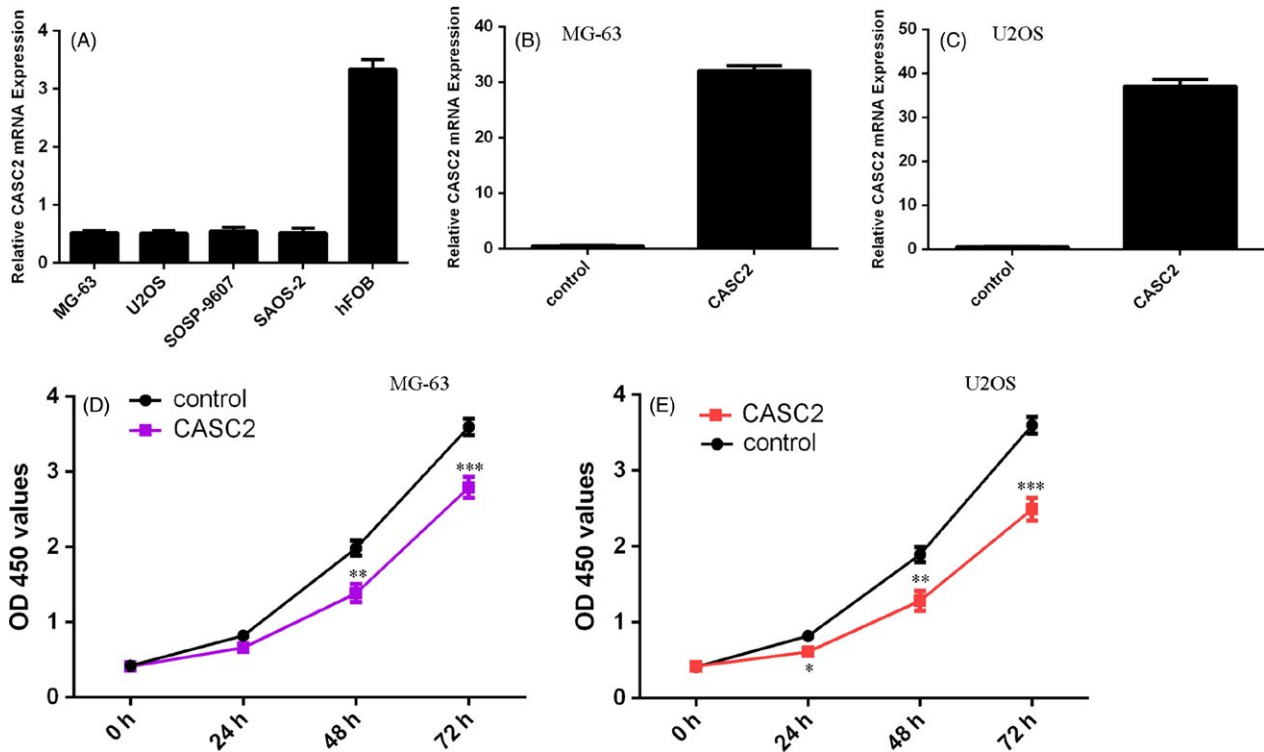 (A)
Relative CASC2 mRNA Expression
4
3
2
1
0
MG-63
U2OS
SOSP-9607
SAOS-2
hFOB
(B)
MG-63
Relative CASC2 mRNA Expression
40
30
20
10
0
control
CASC2
(C)
U2OS
Relative CASC2 mRNA Expression
50
40
30
20
10
0
control
CASC2
(D)
MG-63
control
CASC2
OD 450 values
4
3
2
1
0
**
***
0 h
24 h
48 h
72 h
(E)
U2OS
CASC2
control
OD 450 values
4
3
2
1
0
*
**
***
0 h
24 h
48 h
72 h